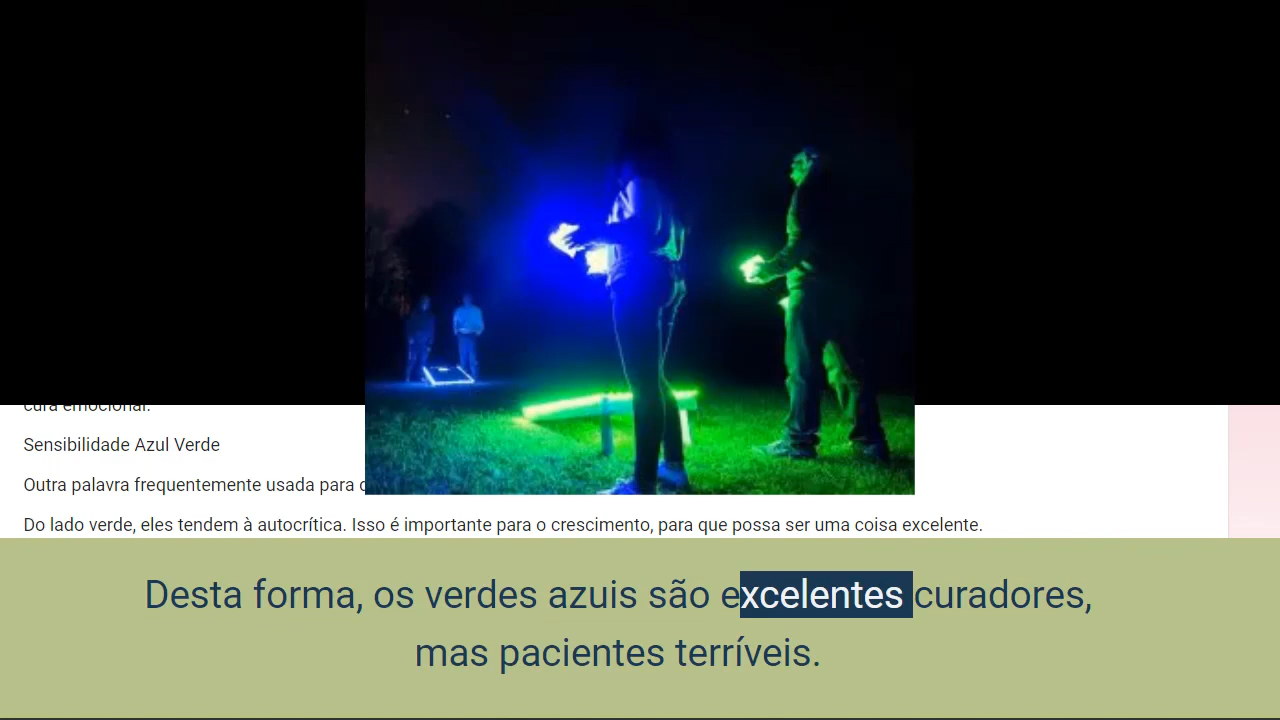 cura emocional.
Sensibilidade Azul Verde
Outra palavra frequentemente usada para
Do lado verde, eles tendem à autocrítica. Isso é importante para o crescimento, para que possa ser uma coisa excelente.
Desta forma, os verdes azuis são excelentes curadores,
mas pacientes terríveis.